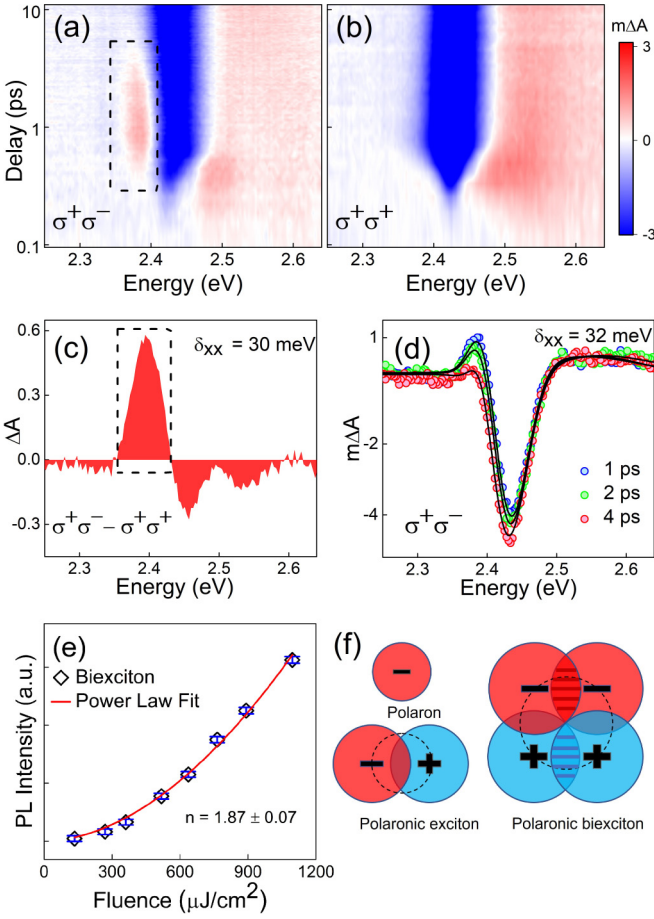 (a)
(b)
mΔA
3
0
-3
Delay (ps)
10
1
0.1
σ+σ−
σ+σ+
2.3 2.4 2.5 2.6
2.3 2.4 2.5 2.6
Energy (eV)
Energy (eV)
(c)
δxx = 30 meV
ΔA
0.6
0.3
0.0
-0.3
σ+σ− − σ+σ+
2.3 2.4 2.5 2.6
Energy (eV)
(d)
δxx = 32 meV
mΔA
1
-2
-4
1 ps
2 ps
4 ps
σ+σ−
2.3 2.4 2.5 2.6
Energy (eV)
(e)
Biexciton
Power Law Fit
PL Intensity (a.u.)
n = 1.87 ± 0.07
0 300 600 900 1200
Fluence (μJ/cm2)
(f)
−
Polaron
− +
Polaronic exciton
− −
+ +
Polaronic biexciton